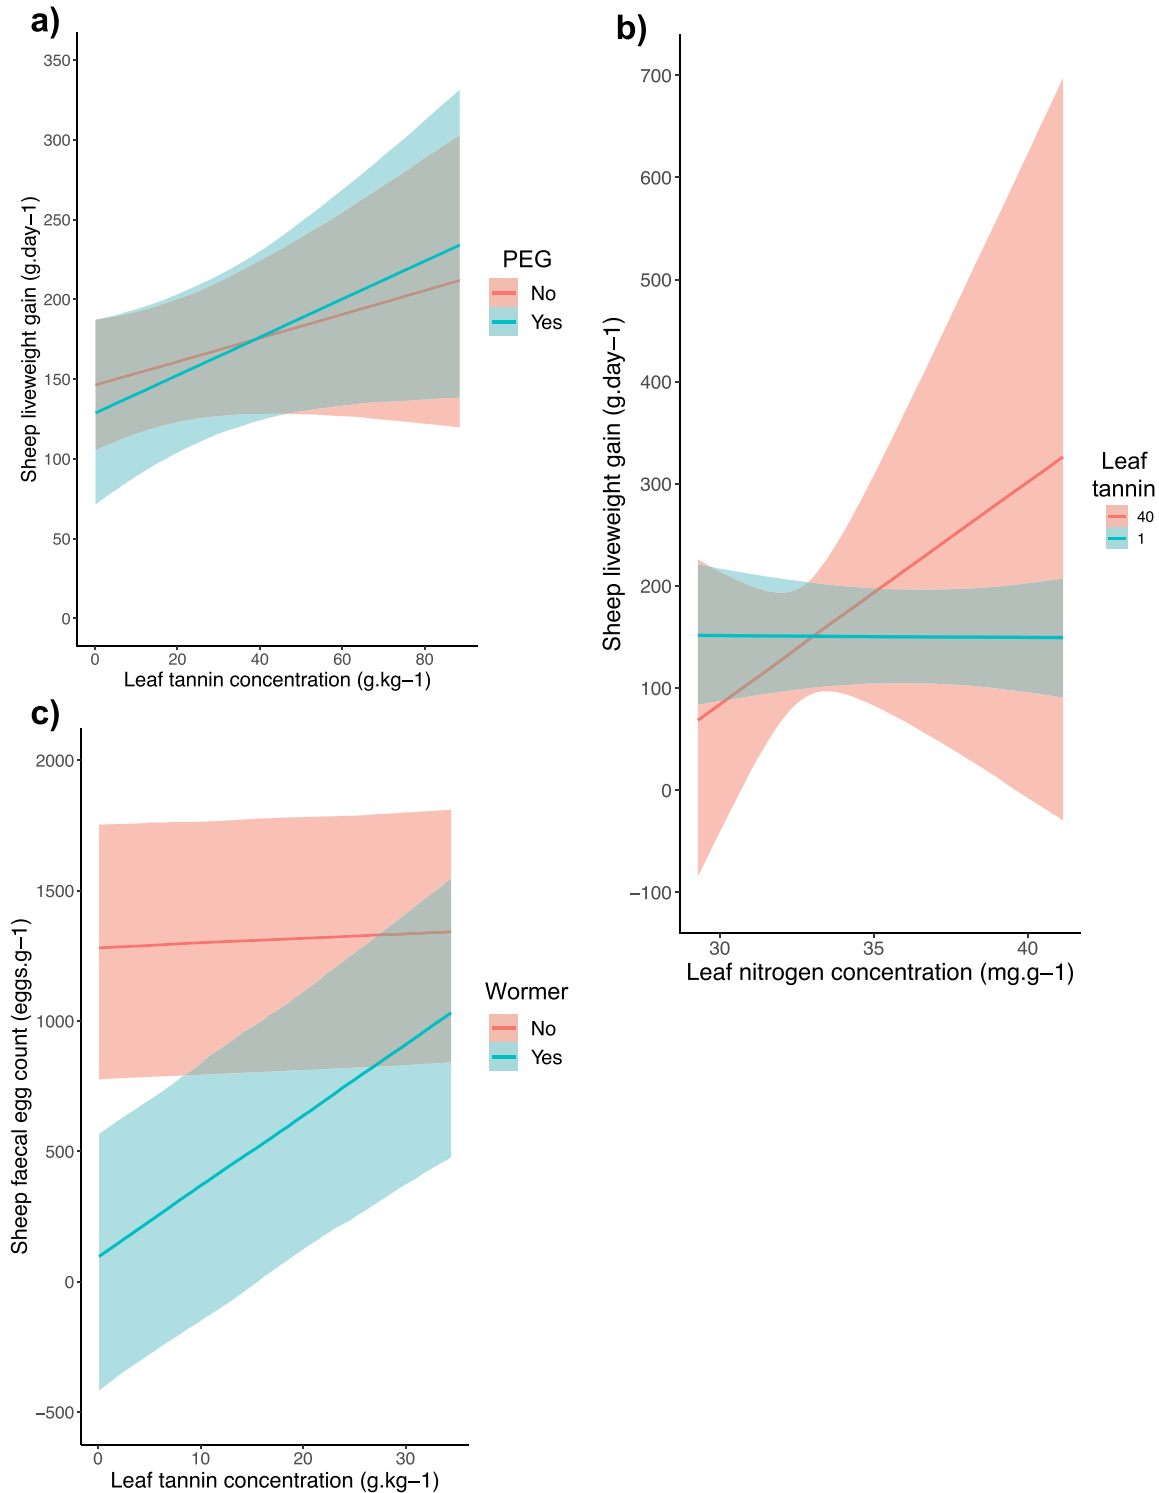 a)
350
300
250
200
150
100
50
0
Sheep liveweight gain (g.day−1)
0 20 40 60 80
Leaf tannin concentration (g.kg−1)
PEG
No
Yes
b)
700
600
500
400
300
200
100
0
−100
Sheep liveweight gain (g.day−1)
30 35 40
Leaf nitrogen concentration (mg.g−1)
Leaf
tannin
40
1
c)
2000
1500
1000
500
0
−500
Sheep faecal egg count (eggs.g−1)
0 10 20 30
Leaf tannin concentration (g.kg−1)
Wormer
No
Yes